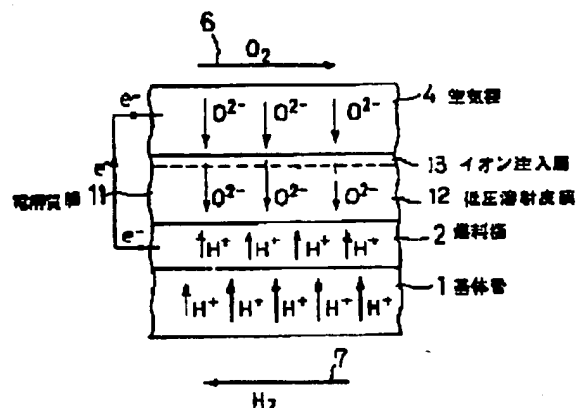 6
O₂
e⁻
O²⁻ O²⁻ O²⁻
4 空気極
13 イオン注入層
e
電解質層 11
O²⁻ O²⁻ O²⁻
12 低圧溶射皮膜
e⁻
H⁺ H⁺ H⁺ H⁺
2 燃料極
H⁺ H⁺ H⁺ H⁺ H⁺
1 基体管
7
H₂